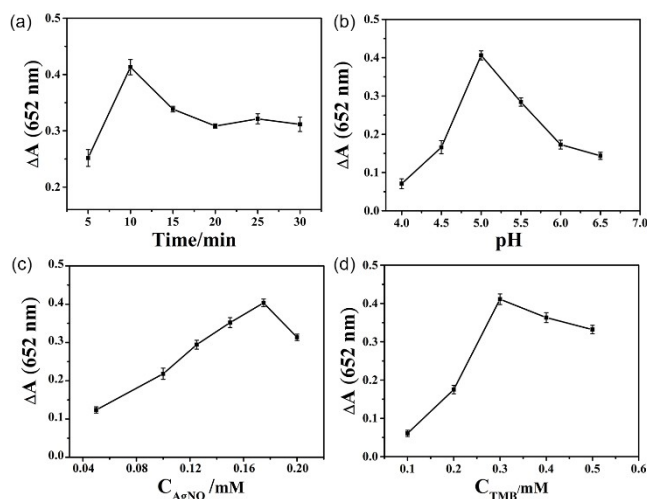 (a)
0.5
0.4
0.3
0.2
ΔA (652 nm)
5 10 15 20 25 30
Time/min
(b)
0.5
0.4
0.3
0.2
0.1
0.0
ΔA (652 nm)
4.0 4.5 5.0 5.5 6.0 6.5 7.0
pH
(c)
0.5
0.4
0.3
0.2
0.1
0.0
ΔA (652 nm)
0.04 0.08 0.12 0.16 0.20
C AgNO /mM
(d)
0.5
0.4
0.3
0.2
0.1
0.0
ΔA (652 nm)
0.1 0.2 0.3 0.4 0.5 0.6
C TMB/mM